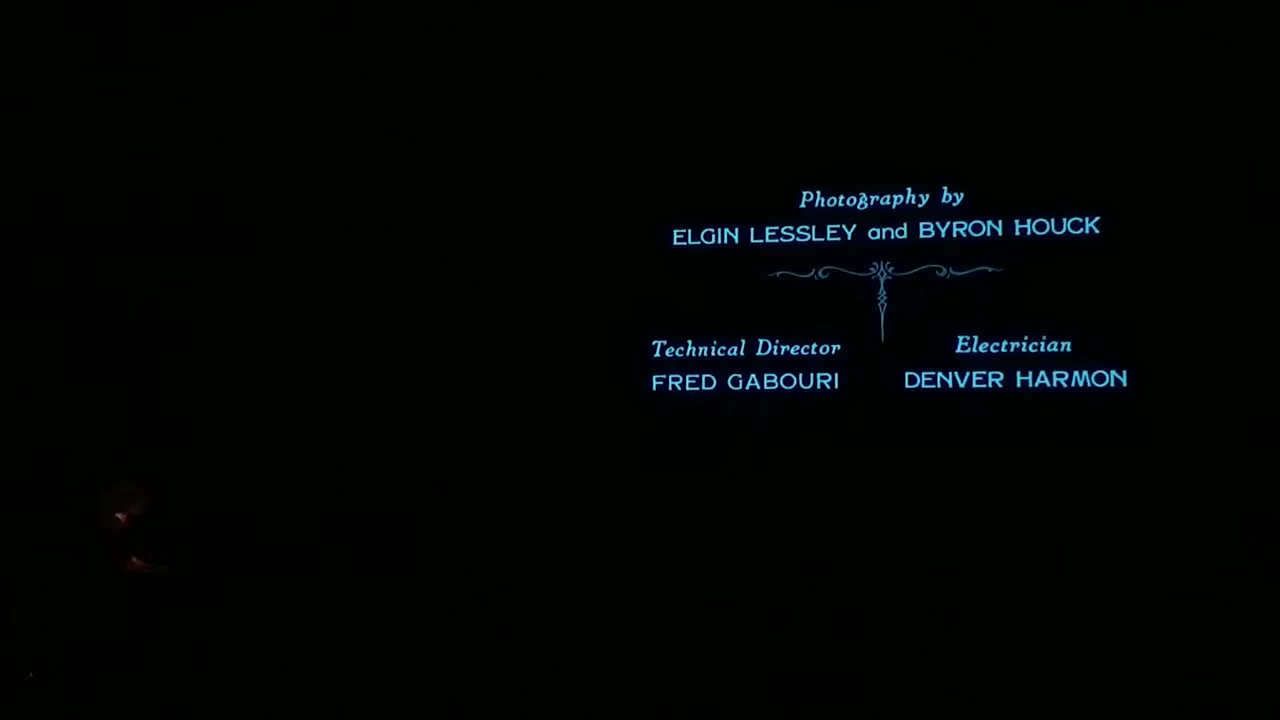 Photography by
ELGIN LESSLEY and BYRON HOUCK
Technical Director
FRED GABOURI
Electrician
DENVER HARMON